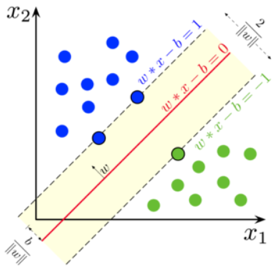 x₂
w * x − b = 1
w * x − b = 0
w * x − b = −1
2
‖w‖
w
b
‖w‖
x₁